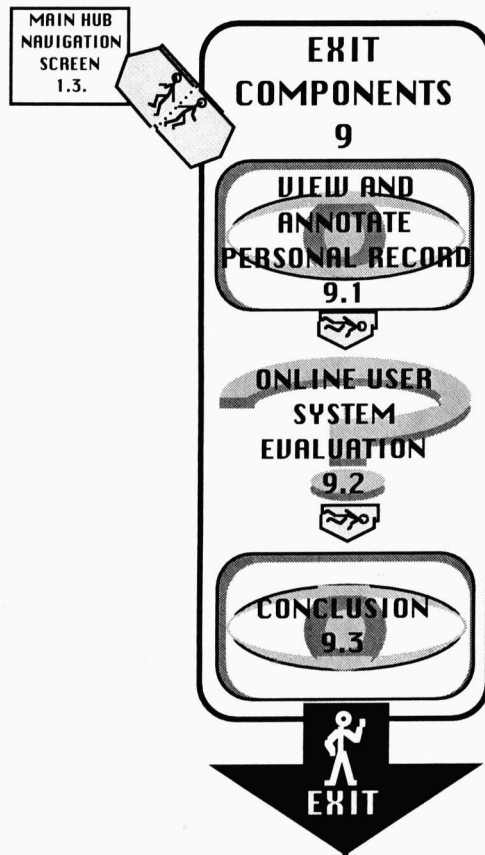 MAIN HUB
NAVIGATION
SCREEN
1.3.
EXIT
COMPONENTS
9
VIEW AND
ANNOTATE
PERSONAL RECORD
9.1
ONLINE USER
SYSTEM
EVALUATION
9.2
CONCLUSION
9.3
EXIT